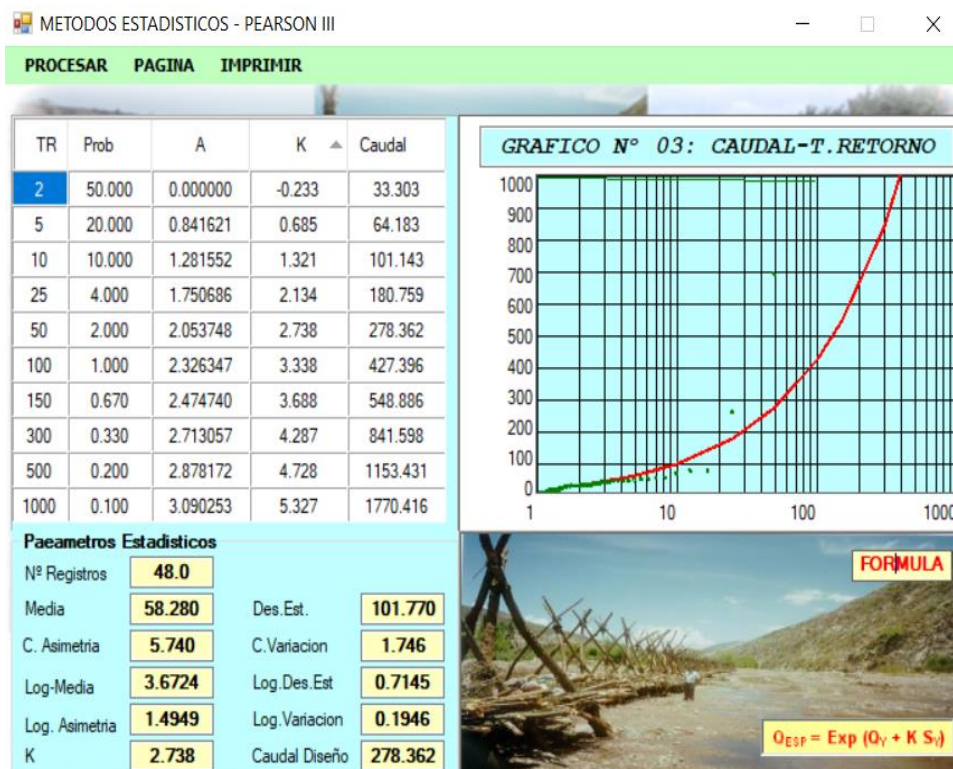 METODOS ESTADISTICOS - PEARSON III
PROCESAR PAGINA IMPRIMIR
TR Prob A K Caudal
2 50.000 0.000000 -0.233 33.303
5 20.000 0.841621 0.685 64.183
10 10.000 1.281552 1.321 101.143
25 4.000 1.750686 2.134 180.759
50 2.000 2.053748 2.738 278.362
100 1.000 2.326347 3.338 427.396
150 0.670 2.474740 3.688 548.886
300 0.330 2.713057 4.287 841.598
500 0.200 2.878172 4.728 1153.431
1000 0.100 3.090253 5.327 1770.416
GRAFICO Nº 03: CAUDAL-T.RETORNO
1000
900
800
700
600
500
400
300
200
100
0
1 10 100 1000
Paeametros Estadisticos
Nº Registros 48.0
Media 58.280 Des.Est. 101.770
C. Asimetria 5.740 C.Variacion 1.746
Log-Media 3.6724 Log.Des.Est 0.7145
Log. Asimetria 1.4949 Log.Variacion 0.1946
K 2.738 Caudal Diseño 278.362
FORMULA
QESP = Exp (QY + K SY)